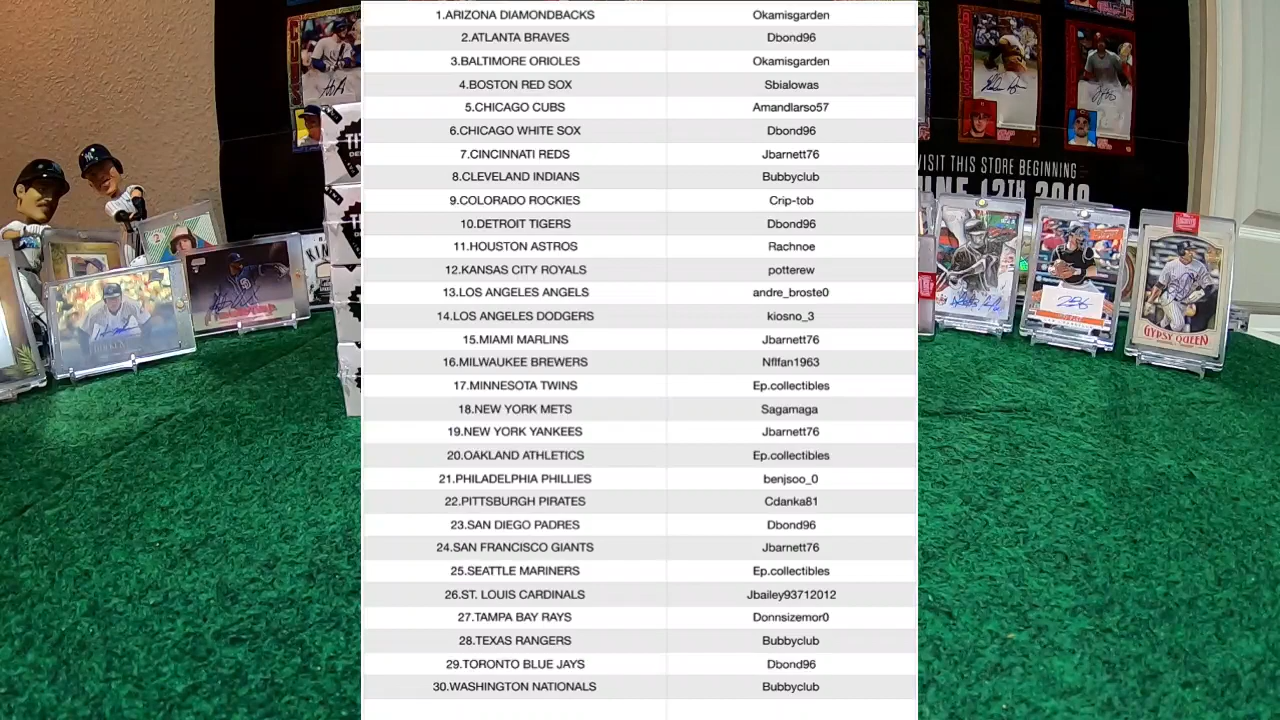 1.ARIZONA DIAMONDBACKS Okamisgarden
2.ATLANTA BRAVES Dbond96
3.BALTIMORE ORIOLES Okamisgarden
4.BOSTON RED SOX Sbialowas
5.CHICAGO CUBS Amandlarso57
6.CHICAGO WHITE SOX Dbond96
7.CINCINNATI REDS Jbarnett76
8.CLEVELAND INDIANS Bubbyclub
9.COLORADO ROCKIES Crip-tob
10.DETROIT TIGERS Dbond96
11.HOUSTON ASTROS Rachnoe
12.KANSAS CITY ROYALS potterew
13.LOS ANGELES ANGELS andre_broste0
14.LOS ANGELES DODGERS kiosno_3
15.MIAMI MARLINS Jbarnett76
16.MILWAUKEE BREWERS Nflfan1963
17.MINNESOTA TWINS Ep.collectibles
18.NEW YORK METS Sagamaga
19.NEW YORK YANKEES Jbarnett76
20.OAKLAND ATHLETICS Ep.collectibles
21.PHILADELPHIA PHILLIES benjsoo_0
22.PITTSBURGH PIRATES Cdanka81
23.SAN DIEGO PADRES Dbond96
24.SAN FRANCISCO GIANTS Jbarnett76
25.SEATTLE MARINERS Ep.collectibles
26.ST. LOUIS CARDINALS Jbailey93712012
27.TAMPA BAY RAYS Donnsizemor0
28.TEXAS RANGERS Bubbyclub
29.TORONTO BLUE JAYS Dbond96
30.WASHINGTON NATIONALS Bubbyclub
VISIT THIS STORE BEGINNING
12TH 2019
GYPSY QUEEN